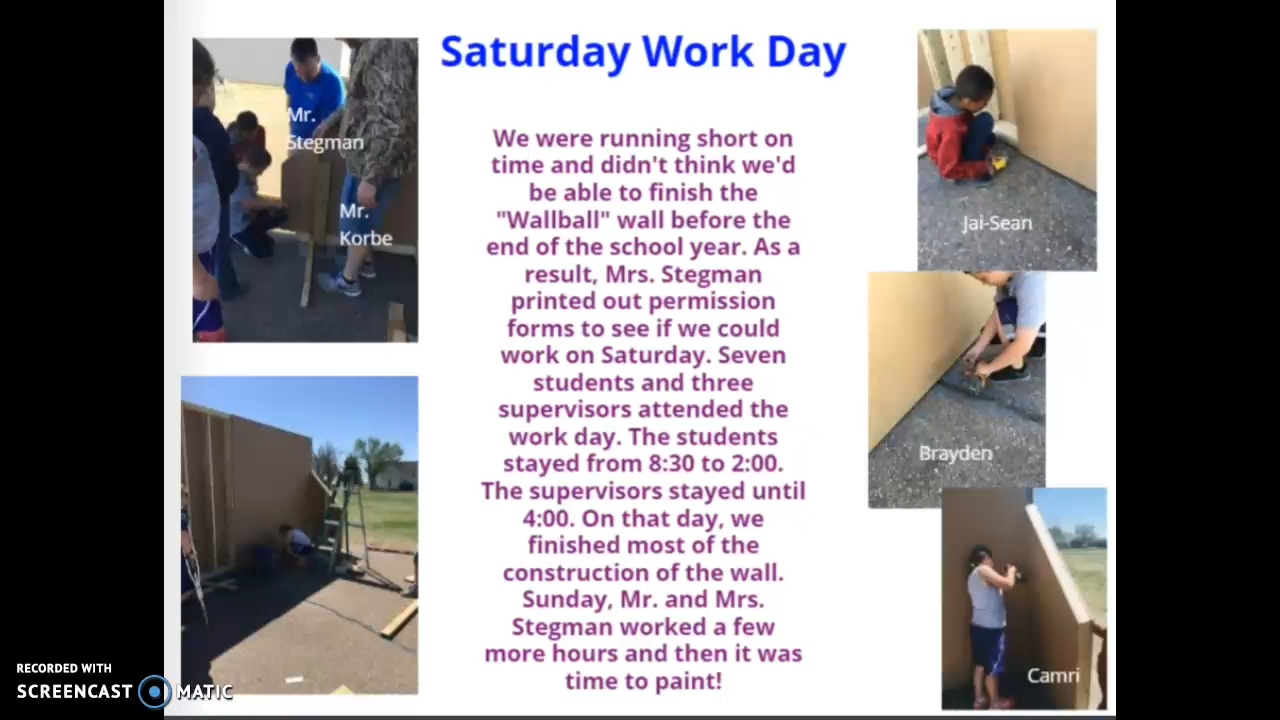 Saturday Work Day
Mr.
Stegman
Mr.
Korbe
We were running short on
time and didn't think we'd
be able to finish the
"Wallball" wall before the
end of the school year. As a
result, Mrs. Stegman
printed out permission
forms to see if we could
work on Saturday. Seven
students and three
supervisors attended the
work day. The students
stayed from 8:30 to 2:00.
The supervisors stayed until
4:00. On that day, we
finished most of the
construction of the wall.
Sunday, Mr. and Mrs.
Stegman worked a few
more hours and then it was
time to paint!
Jai-Sean
Brayden
Camri
RECORDED WITH
SCREENCAST MATIC